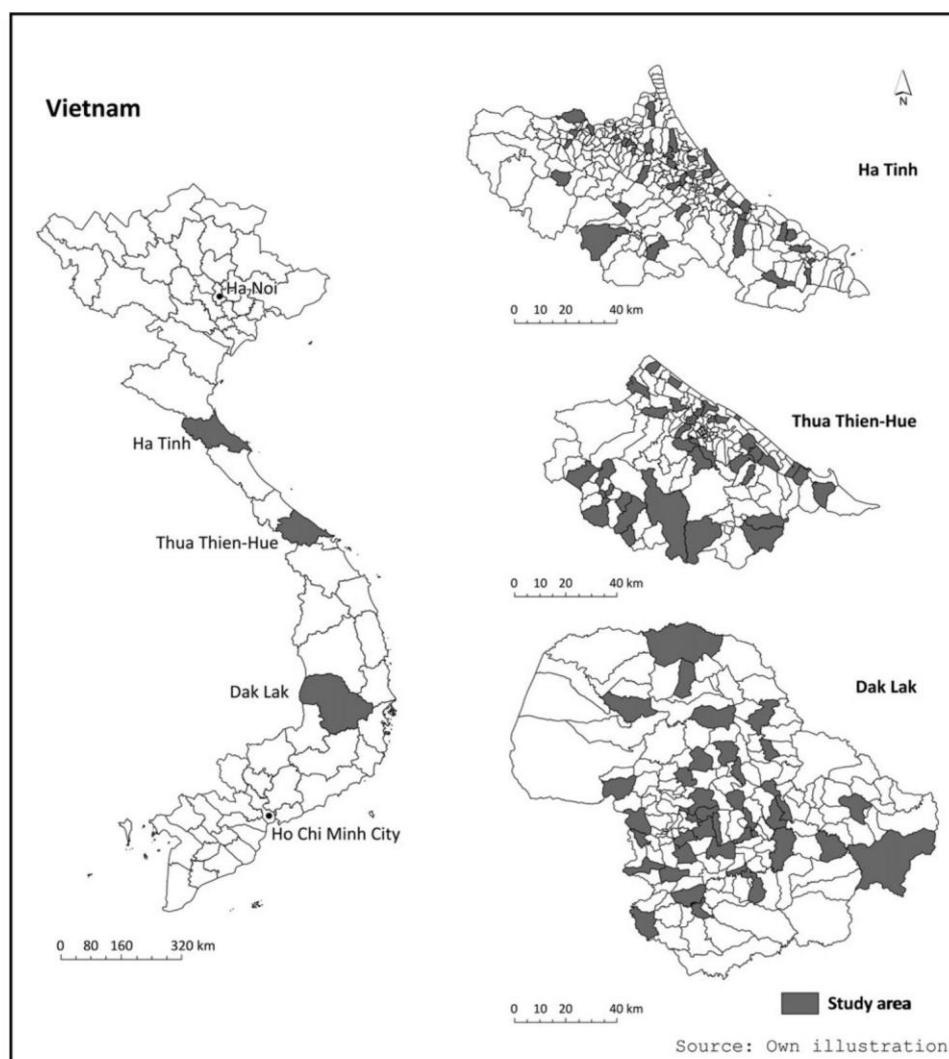 Vietnam
Ha Noi
Ha Tinh
Thua Thien-Hue
Dak Lak
Ho Chi Minh City
0 80 160 320 km
N
Ha Tinh
0 10 20 40 km
Thua Thien-Hue
0 10 20 40 km
Dak Lak
0 10 20 40 km
Study area
Source: Own illustration